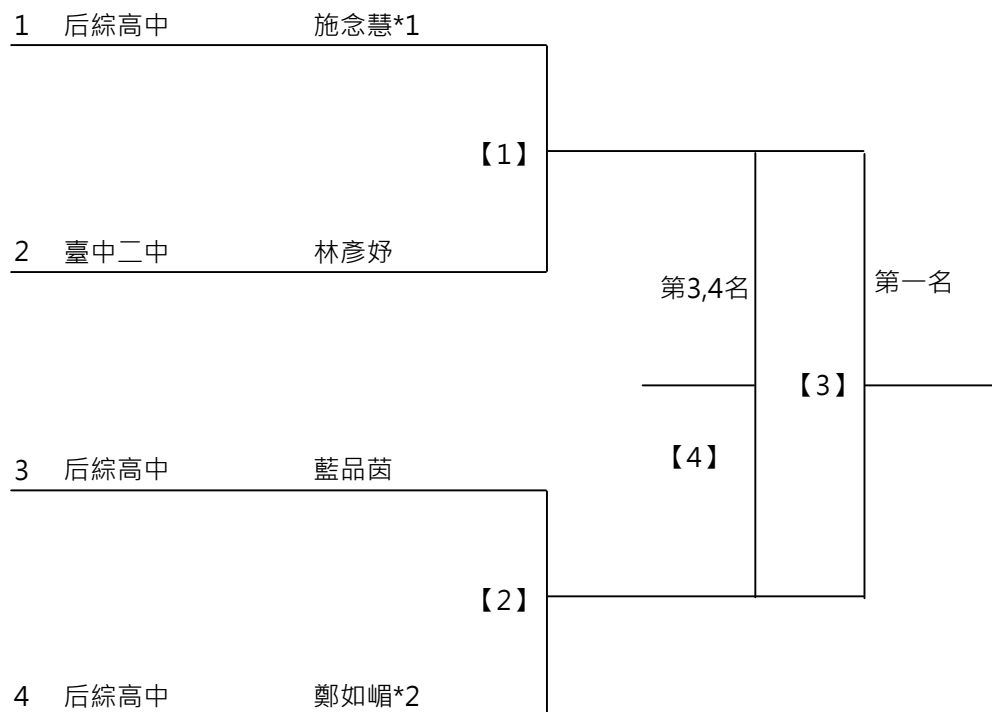 1 后綜高中 施念慧*1
【1】
2 臺中二中 林彥妤
第3,4名 第一名
【3】
【4】
3 后綜高中 藍品茵
【2】
4 后綜高中 鄭如嵋*2